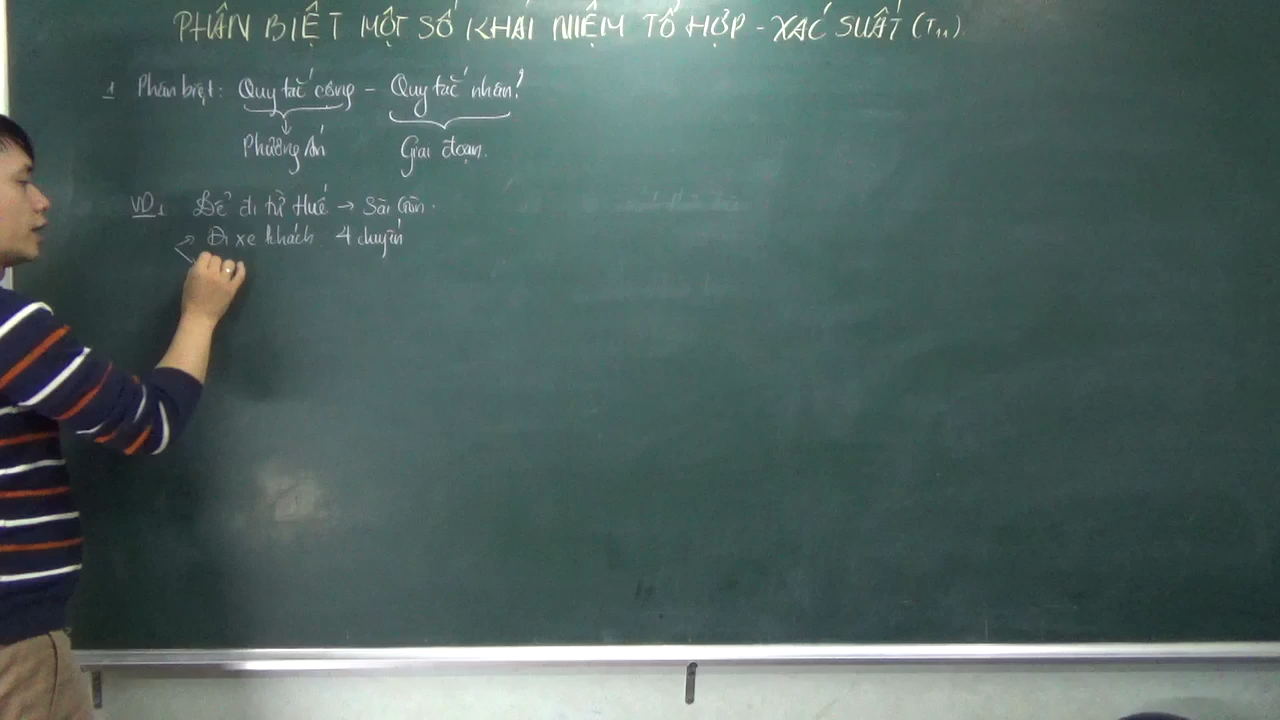 PHÂN BIỆT MỘT SỐ KHÁI NIỆM TỔ HỢP - XÁC SUẤT (T11).
1 Phân biệt: Quy tắc cộng - Quy tắc nhân!
Phương Án Giai đoạn.
VD1 Để đi từ Huế → Sài Gòn.
→ Đi xe khách 4 chuyến